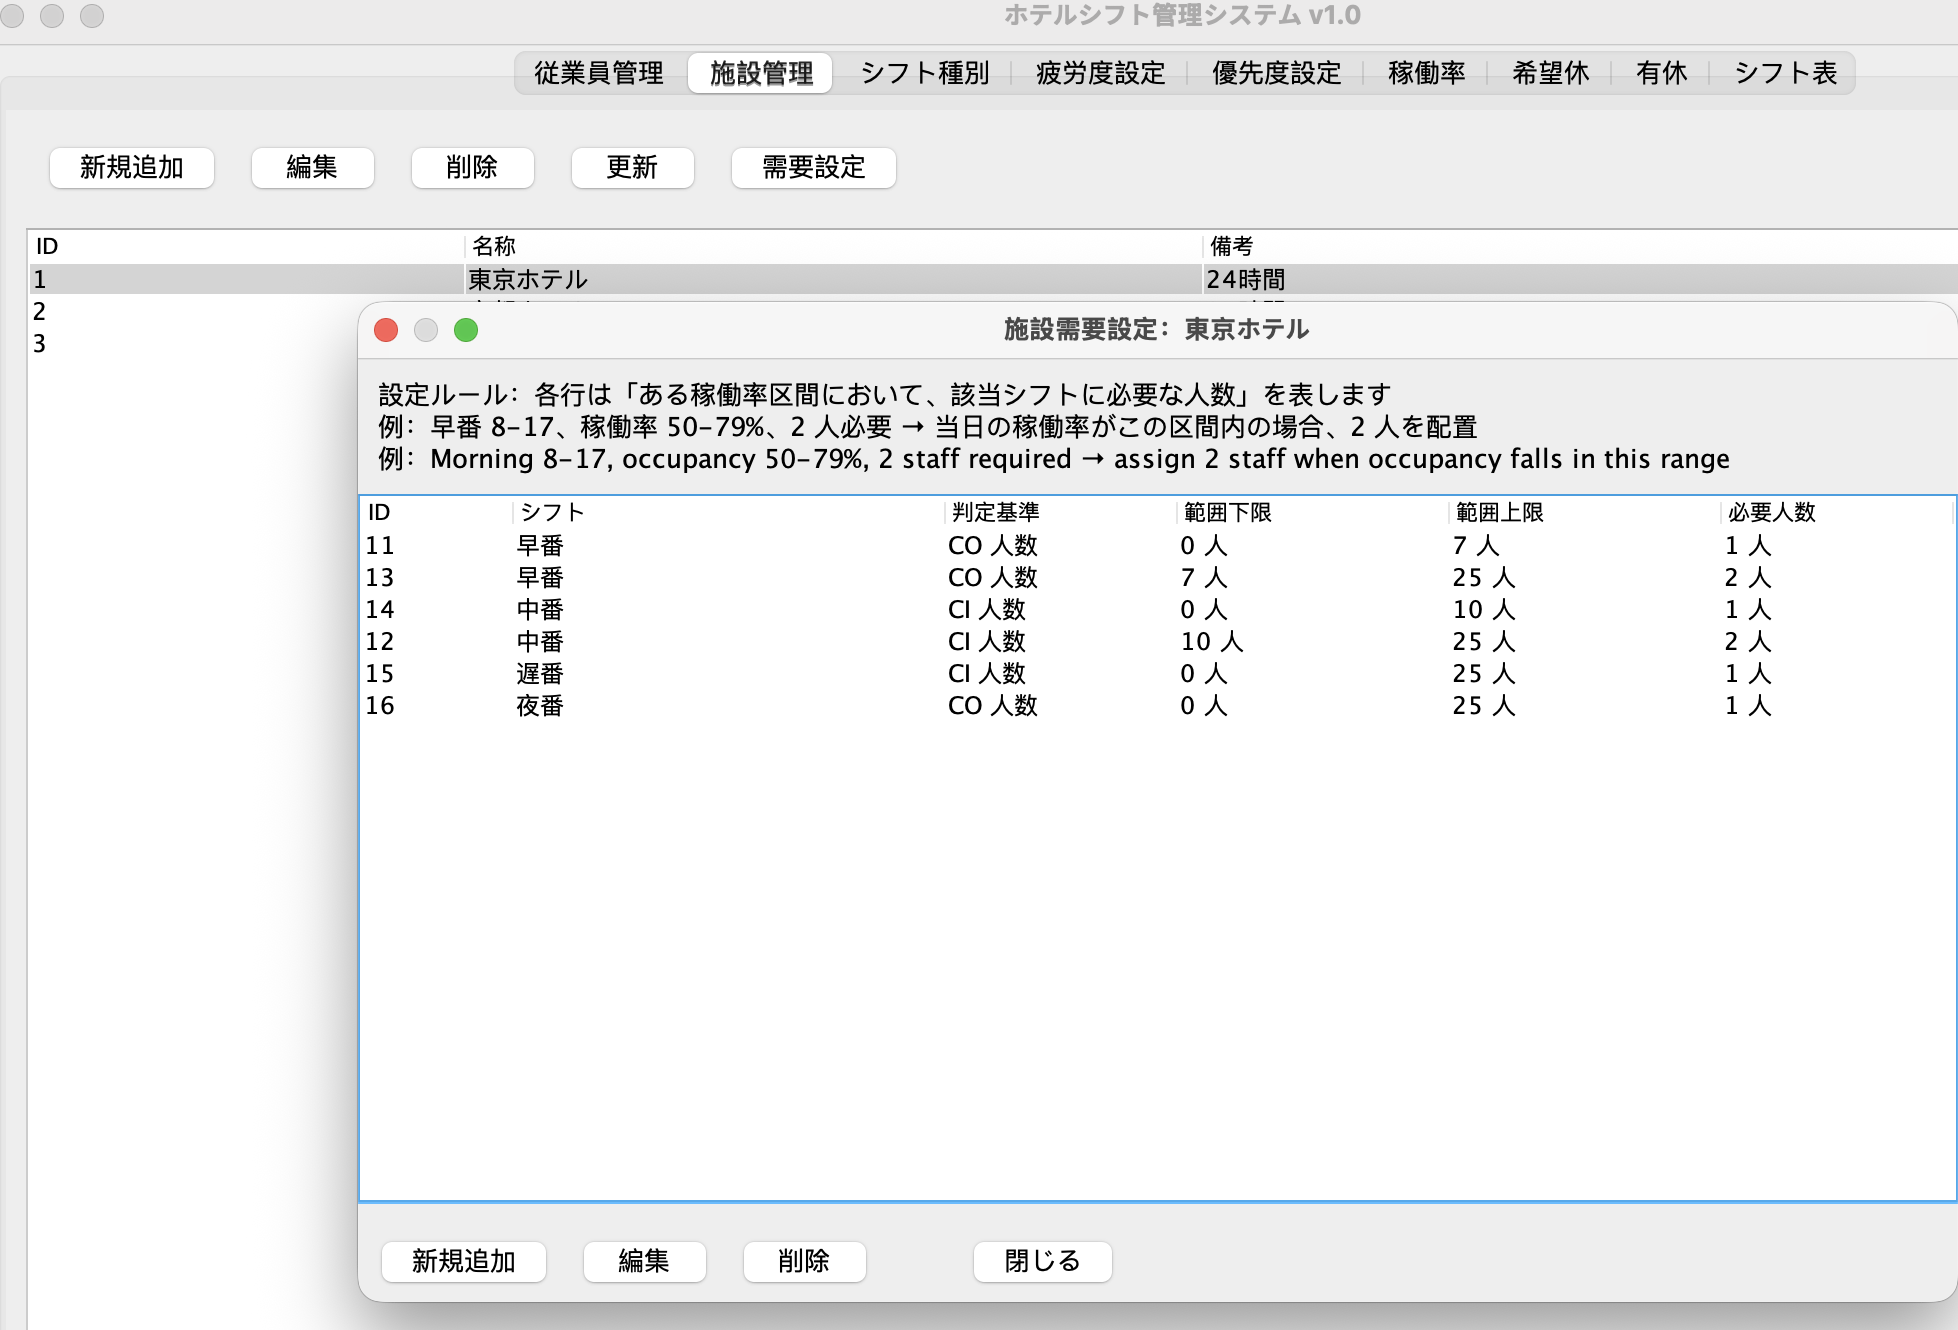 ホテルシフト管理システム v1.0
従業員管理 施設管理 シフト種別 疲労度設定 優先度設定 稼働率 希望休 有休 シフト表
新規追加 編集 削除 更新 需要設定
ID 名称 備考
1 東京ホテル 24時間
2
3
施設需要設定：東京ホテル
設定ルール：各行は「ある稼働率区間において、該当シフトに必要な人数」を表します
例：早番 8-17、稼働率 50-79%、2 人必要 → 当日の稼働率がこの区間内の場合、2 人を配置
例：Morning 8-17, occupancy 50-79%, 2 staff required → assign 2 staff when occupancy falls in this range
ID シフト 判定基準 範囲下限 範囲上限 必要人数
11 早番 CO 人数 0 人 7 人 1 人
13 早番 CO 人数 7 人 25 人 2 人
14 中番 CI 人数 0 人 10 人 1 人
12 中番 CI 人数 10 人 25 人 2 人
15 遅番 CI 人数 0 人 25 人 1 人
16 夜番 CO 人数 0 人 25 人 1 人
新規追加 編集 削除 閉じる